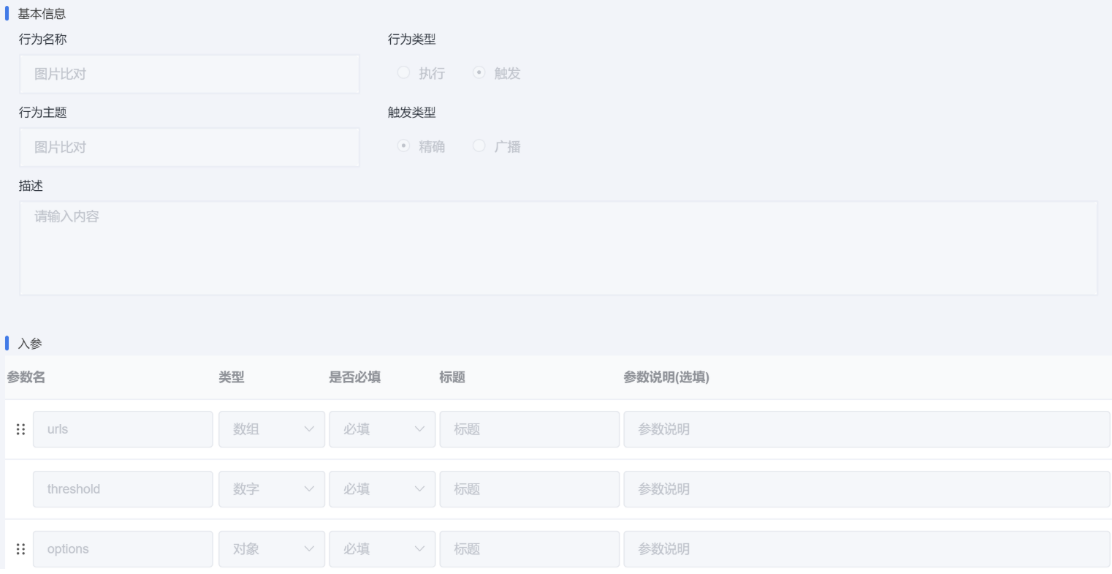 基本信息
行为名称 行为类型
图片比对 执行 触发
行为主题 触发类型
图片比对 精确 广播
描述
请输入内容
入参
参数名 类型 是否必填 标题 参数说明(选填)
urls 数组 必填 标题 参数说明
threshold 数字 必填 标题 参数说明
options 对象 必填 标题 参数说明